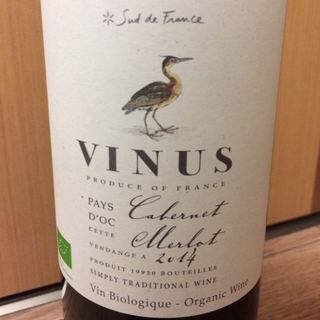 Sud de France
VINUS
PRODUCE OF FRANCE
PAYS
D'OC
CETTE
Cabernet
VENDANGE A
Merlot
2014
PRODUIT 19920 BOUTEILLES
SIMPLY TRADITIONAL WINE
Vin Biologique - Organic Wine